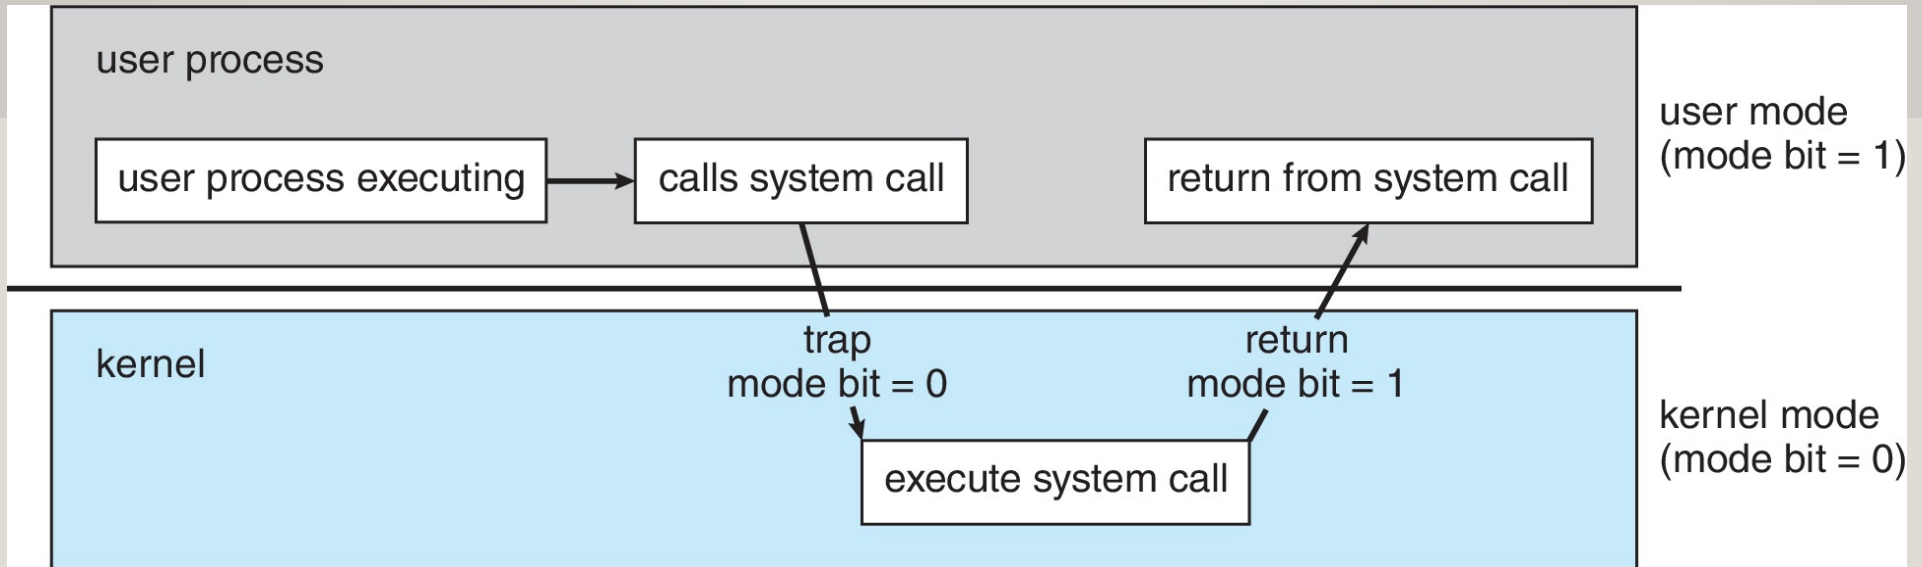 user process
user process executing
calls system call
return from system call
user mode
(mode bit = 1)
kernel
trap
mode bit = 0
return
mode bit = 1
execute system call
kernel mode
(mode bit = 0)